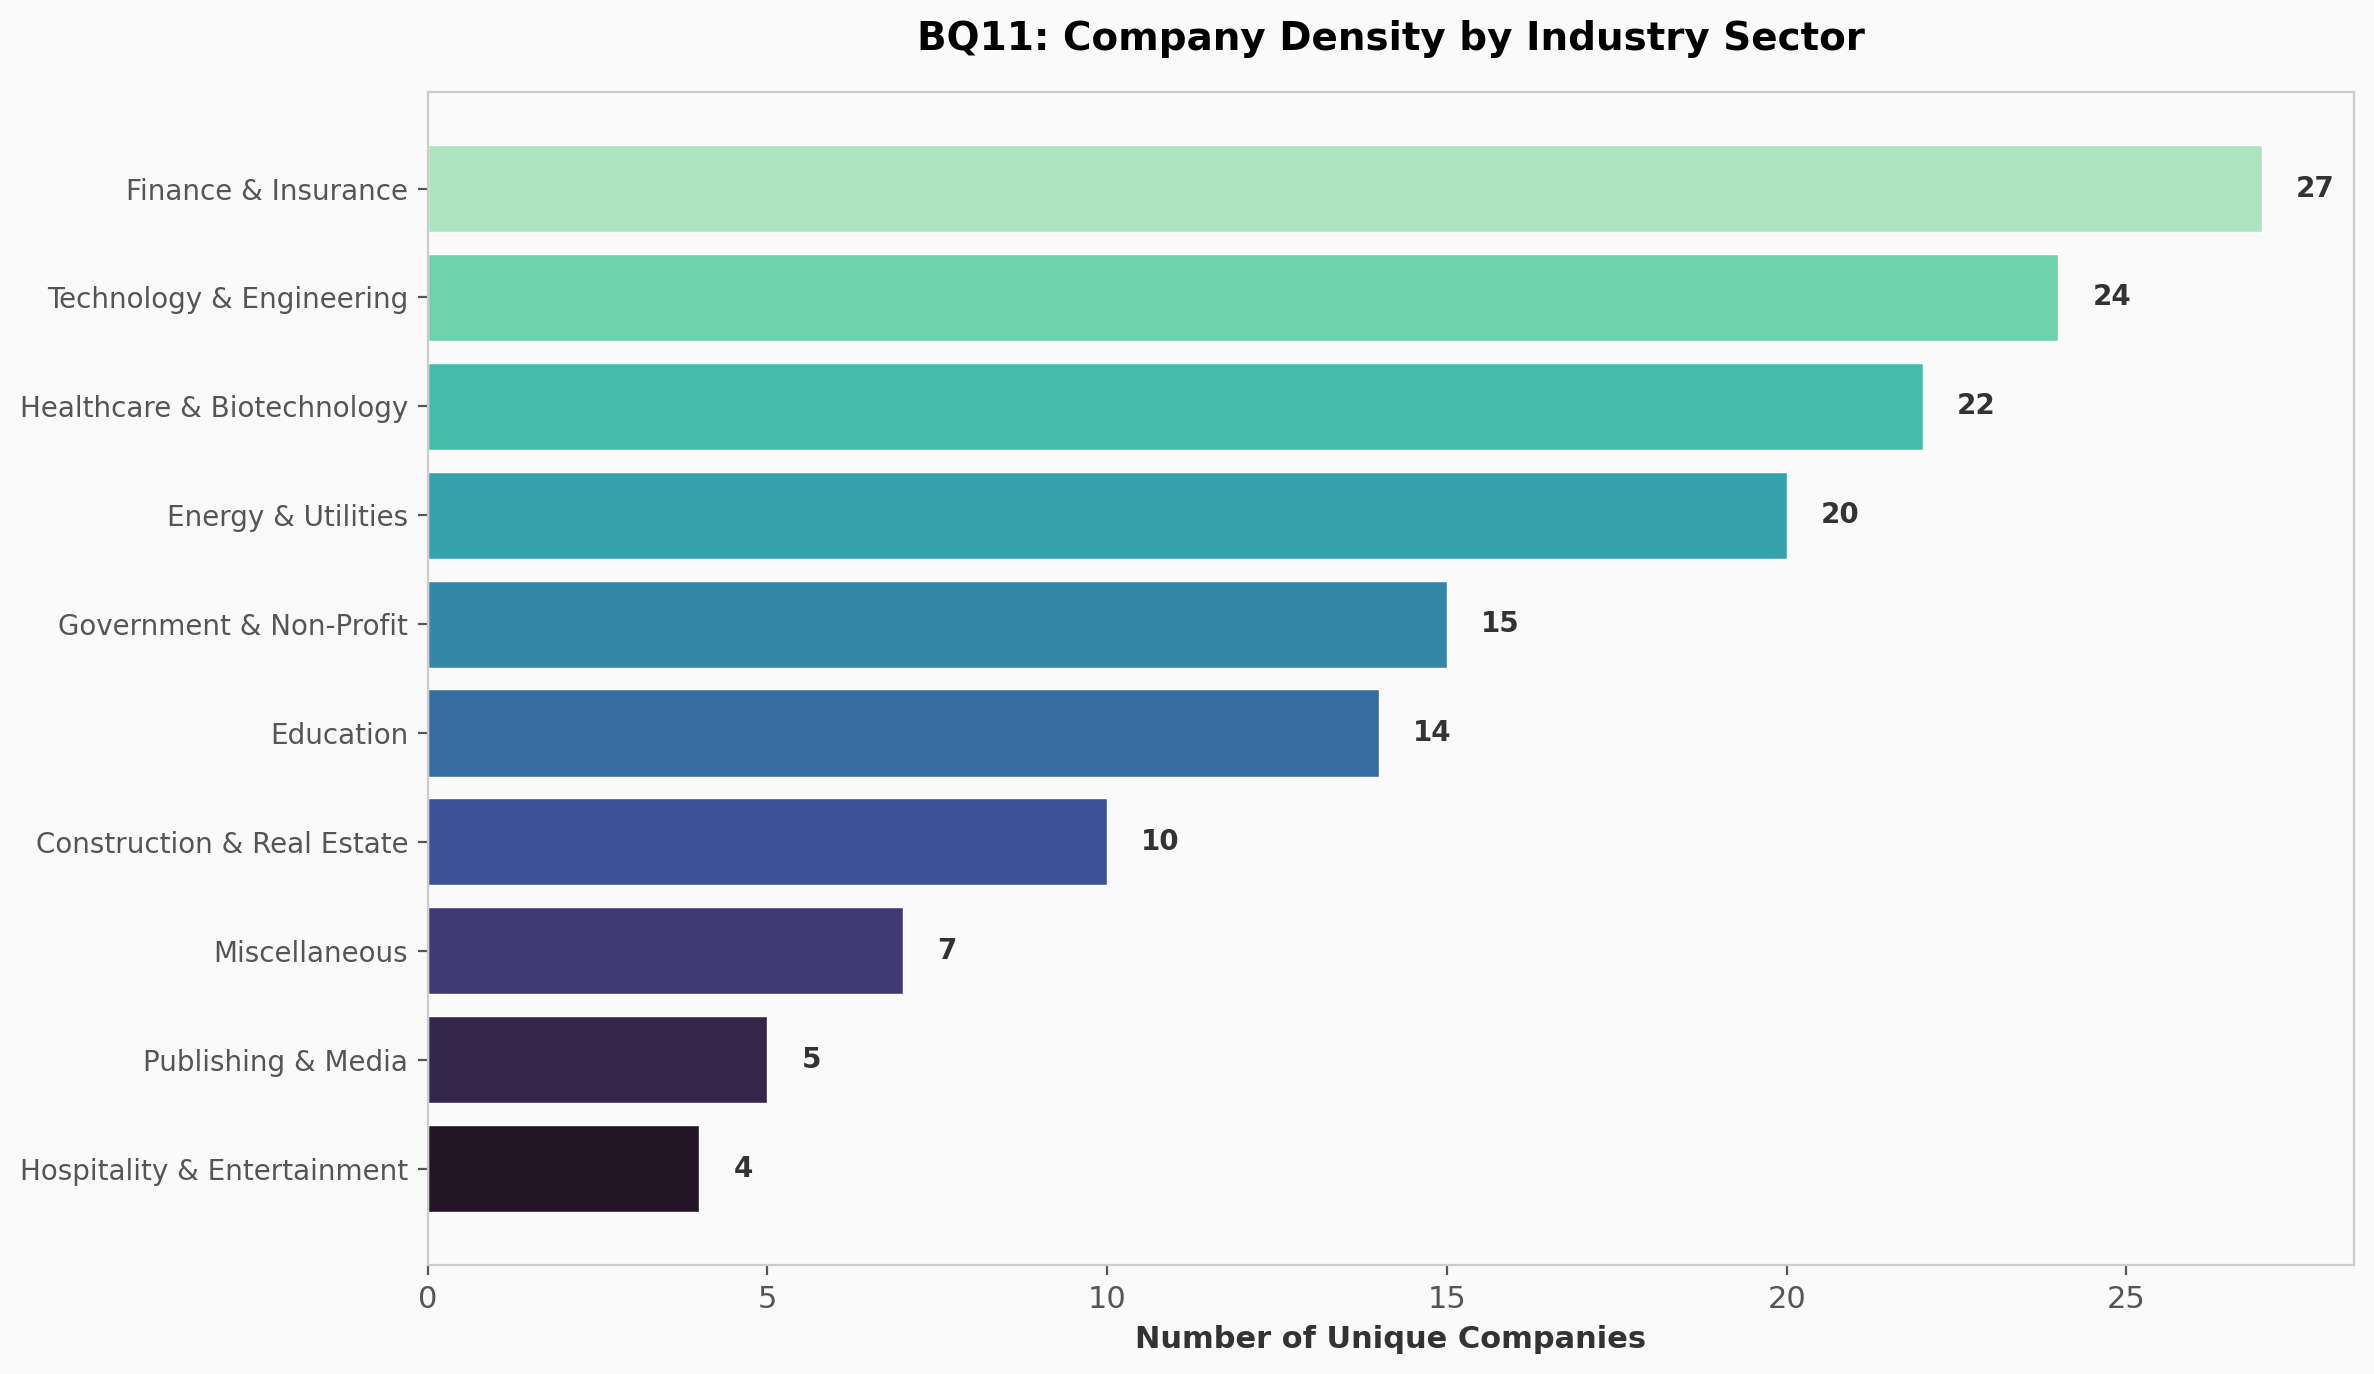 BQ11: Company Density by Industry Sector
Finance & Insurance 27
Technology & Engineering 24
Healthcare & Biotechnology 22
Energy & Utilities 20
Government & Non-Profit 15
Education 14
Construction & Real Estate 10
Miscellaneous 7
Publishing & Media 5
Hospitality & Entertainment 4
0 5 10 15 20 25
Number of Unique Companies